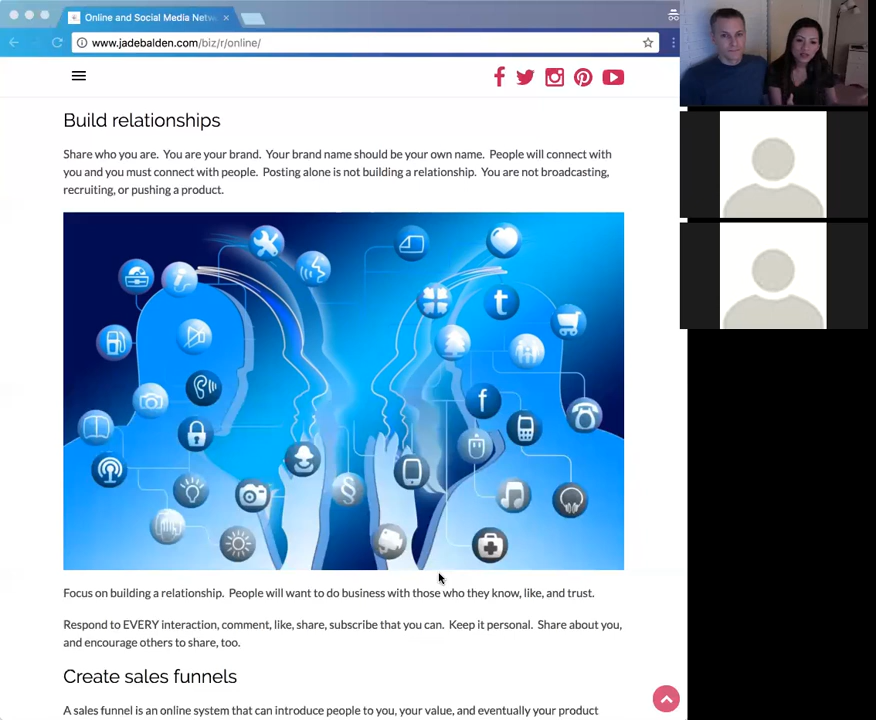 Online and Social Media Netw
www.jadebalden.com/biz/r/online/
Build relationships
Share who you are. You are your brand. Your brand name should be your own name. People will connect with
you and you must connect with people. Posting alone is not building a relationship. You are not broadcasting,
recruiting, or pushing a product.
t
f
§
Focus on building a relationship. People will want to do business with those who they know, like, and trust.
Respond to EVERY interaction, comment, like, share, subscribe that you can. Keep it personal. Share about you,
and encourage others to share, too.
Create sales funnels
A sales funnel is an online system that can introduce people to you, your value, and eventually your product